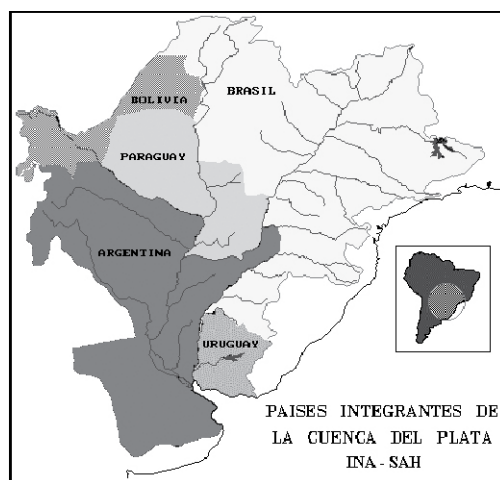 BOLIVIA
BRASIL
PARAGUAY
ARGENTINA
URUGUAY
PAISES INTEGRANTES DE
LA CUENCA DEL PLATA
INA-SAH